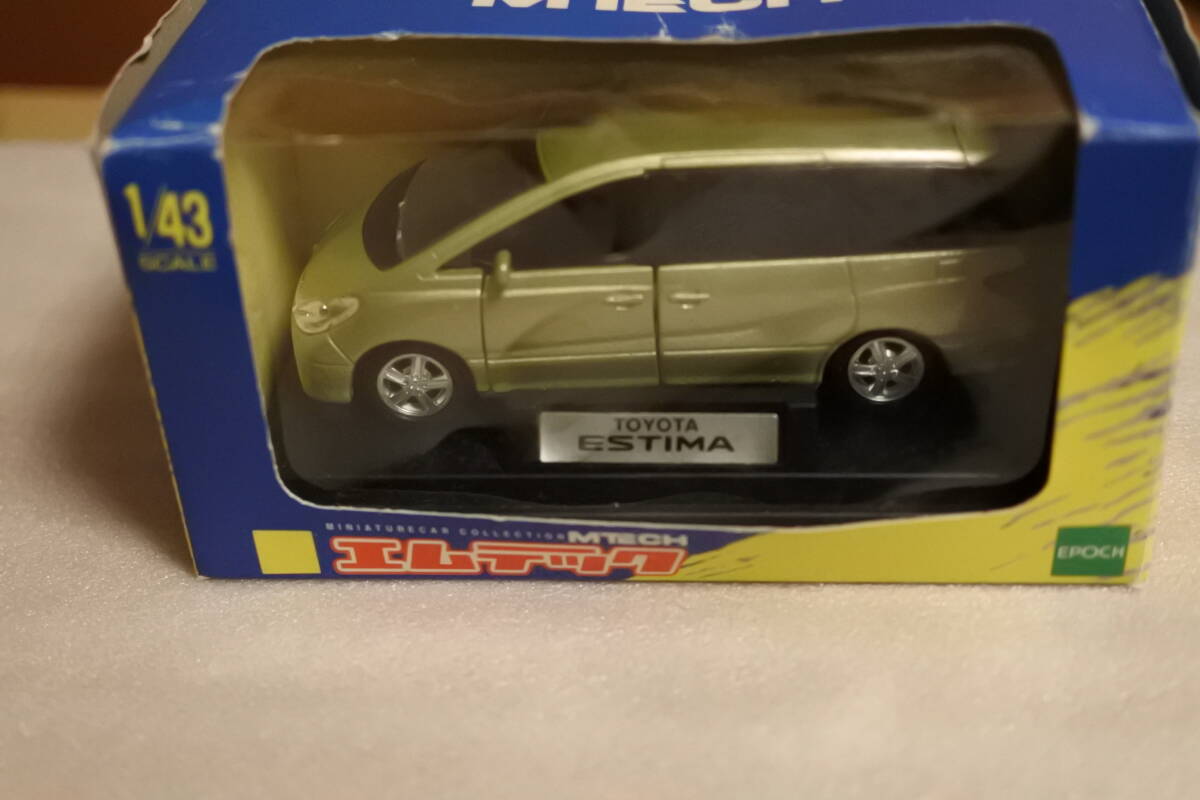 MTECH
1/43
SCALE
TOYOTA
ESTIMA
MINIATURECAR COLLECTION MTECH
エムテック
EPOCH